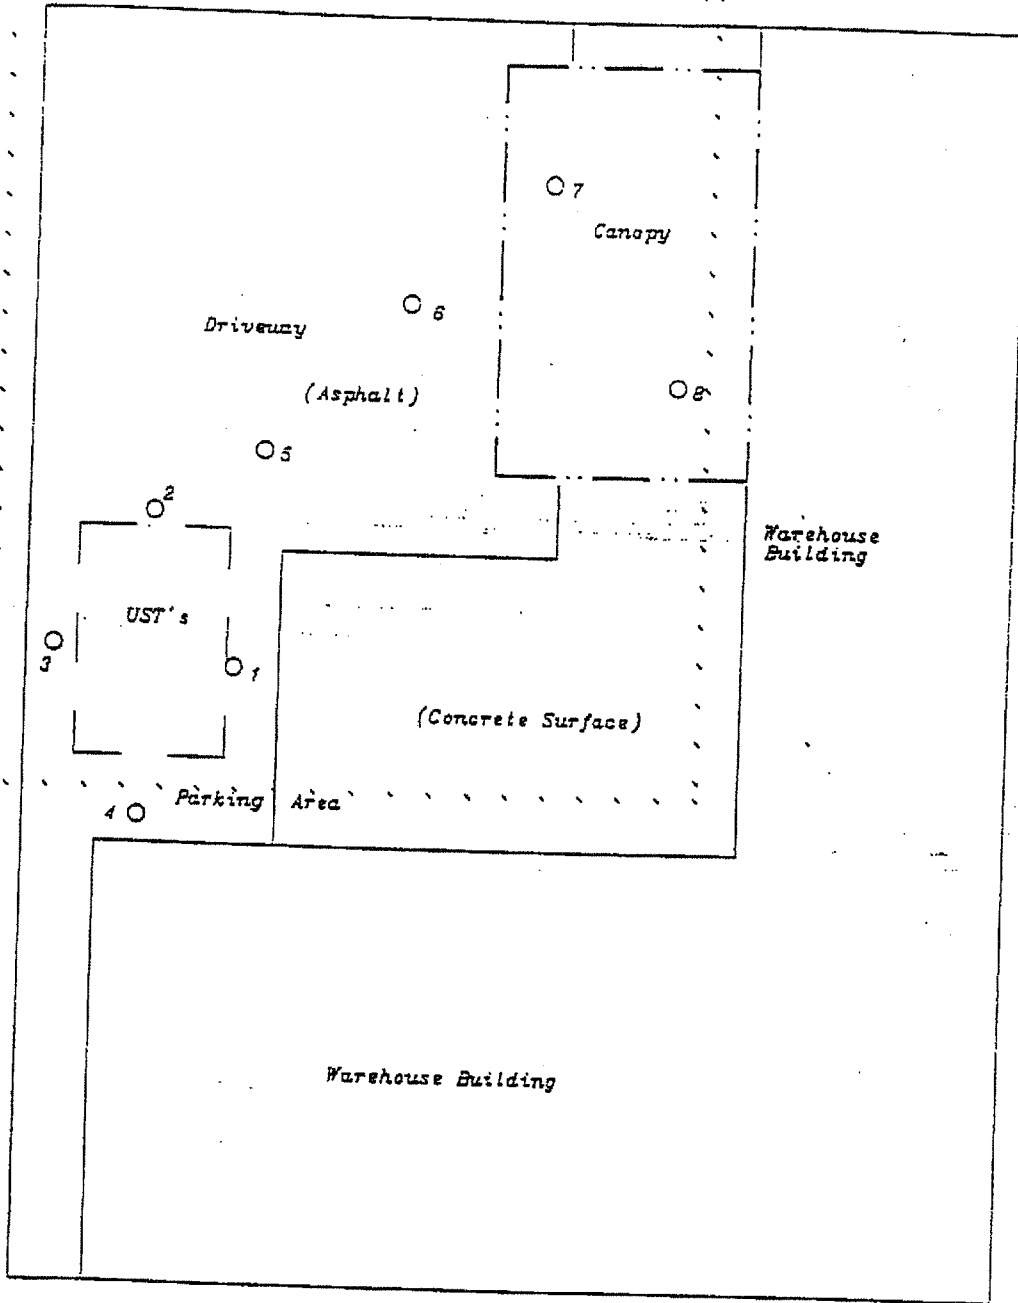 7
Canopy
6
Driveway
(Asphalt)
8
5
2
Warehouse
Building
UST's
3
1
(Concrete Surface)
Parking Area
4
Warehouse Building